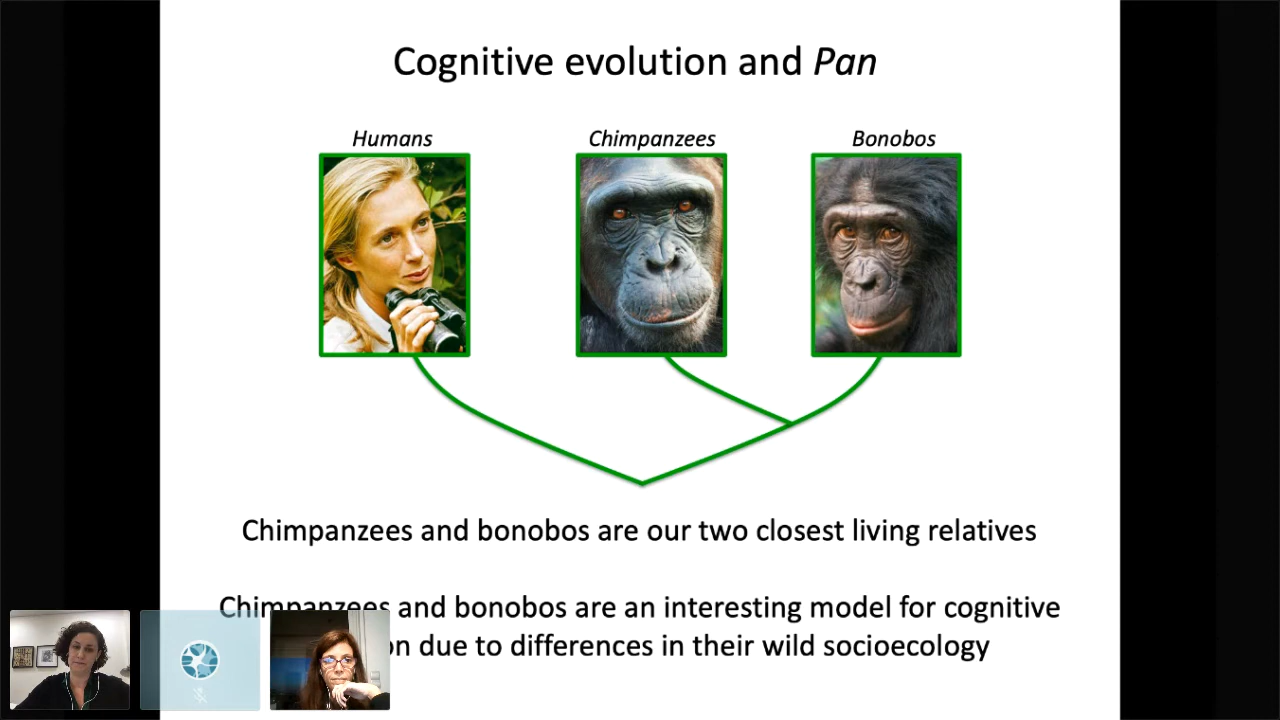 Cognitive evolution and Pan
Humans
Chimpanzees
Bonobos
Chimpanzees and bonobos are our two closest living relatives
Chimpanzees and bonobos are an interesting model for cognitive
due to differences in their wild socioecology